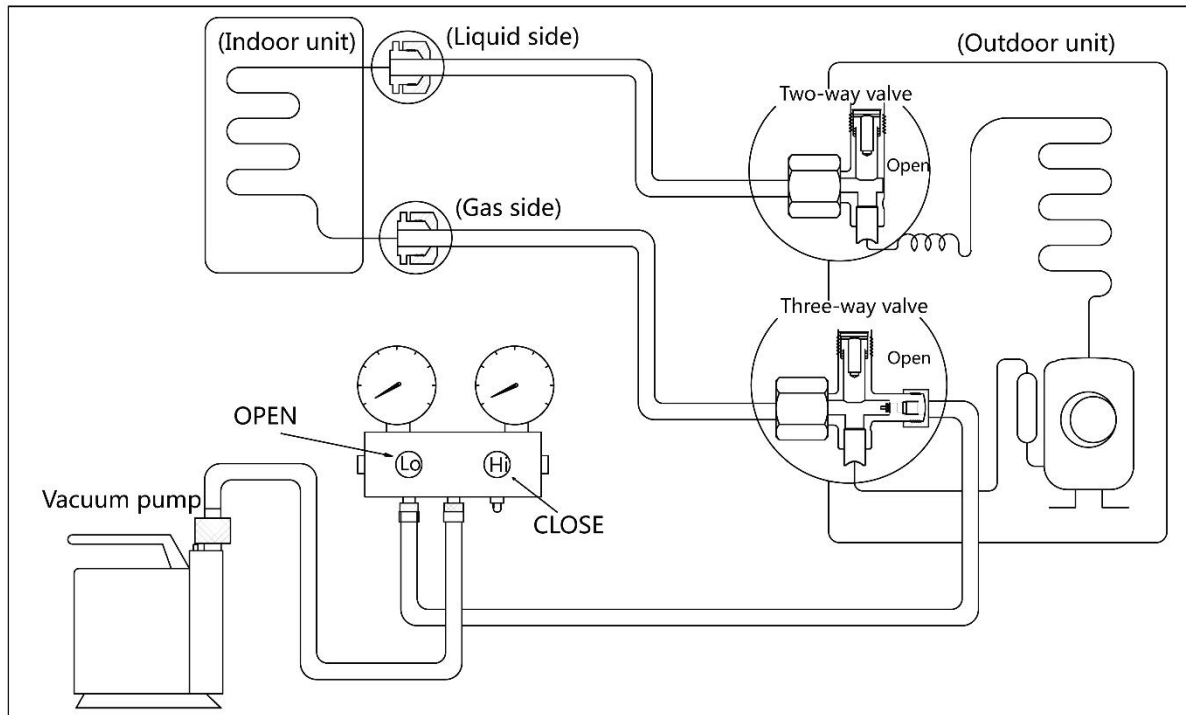 (Indoor unit)
(Liquid side)
(Outdoor unit)
Two-way valve
Open
(Gas side)
Three-way valve
Open
OPEN
Lo
Hi
Vacuum pump
CLOSE